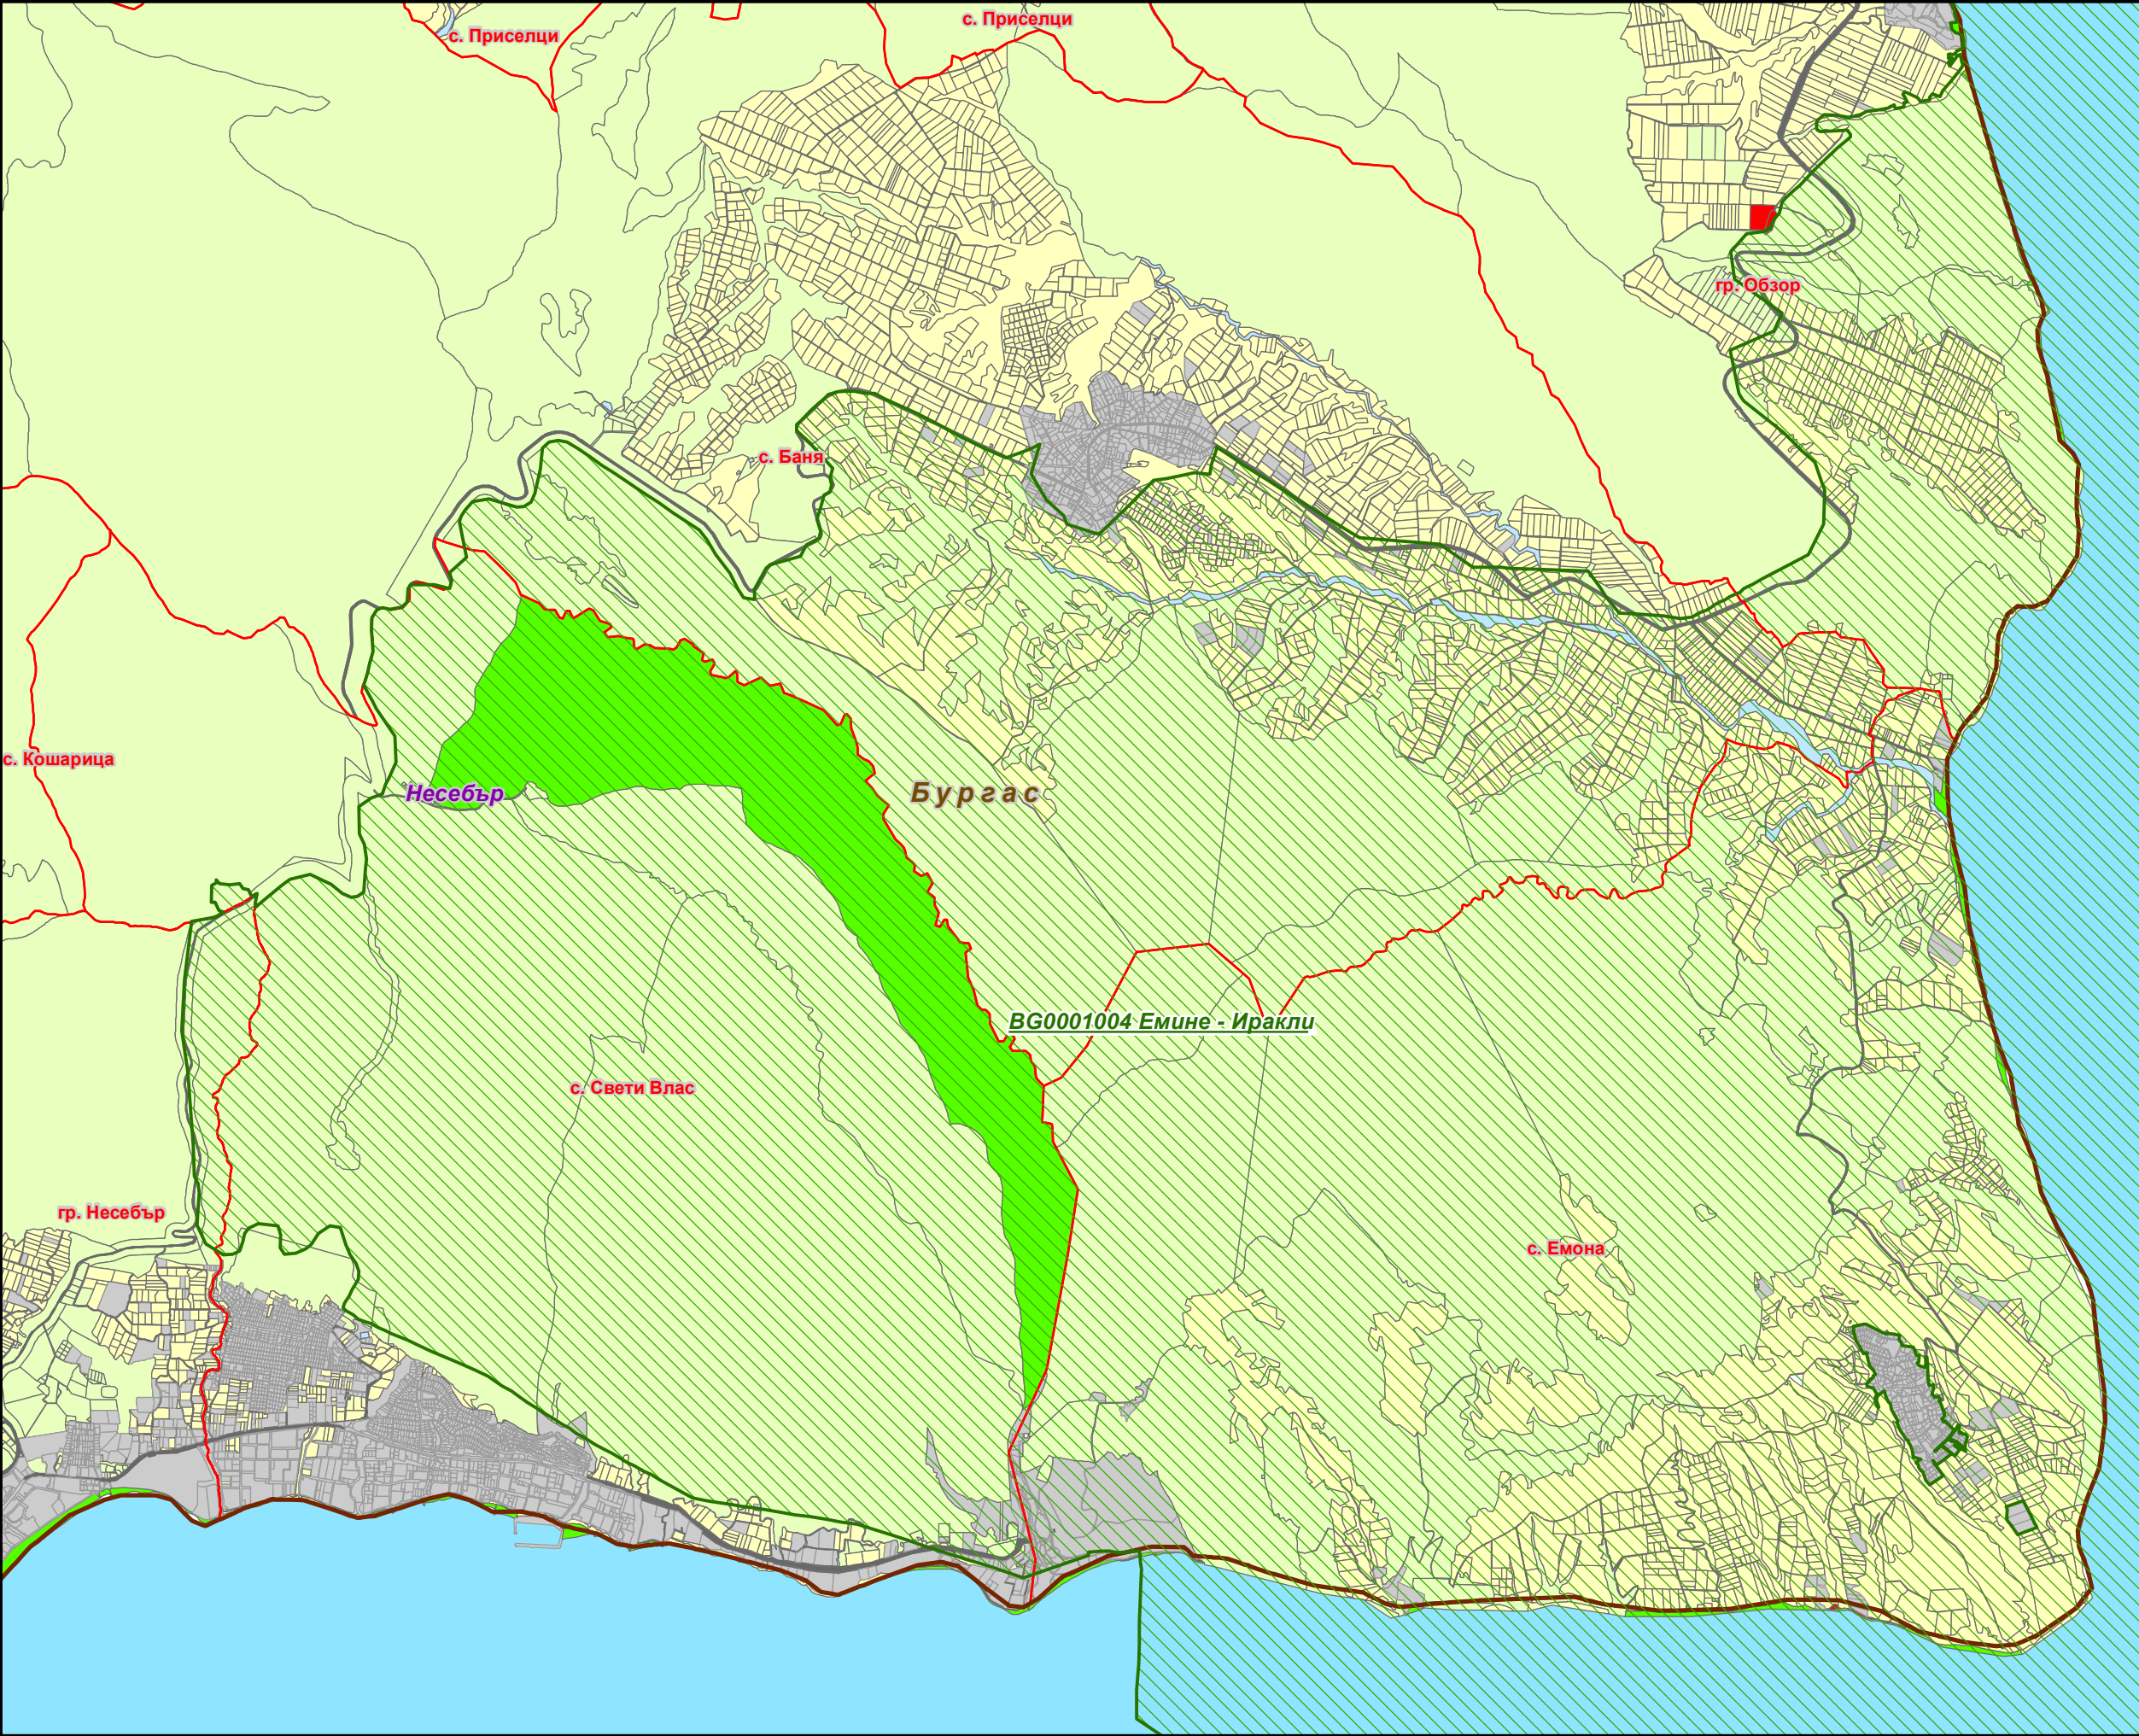 с. Приселци
с. Приселци
гр. Обзор
с. Баня
с. Кошарица
Несебър
Бургас
BG0001004 Емине - Иракли
с. Свети Влас
гр. Несебър
с. Емона